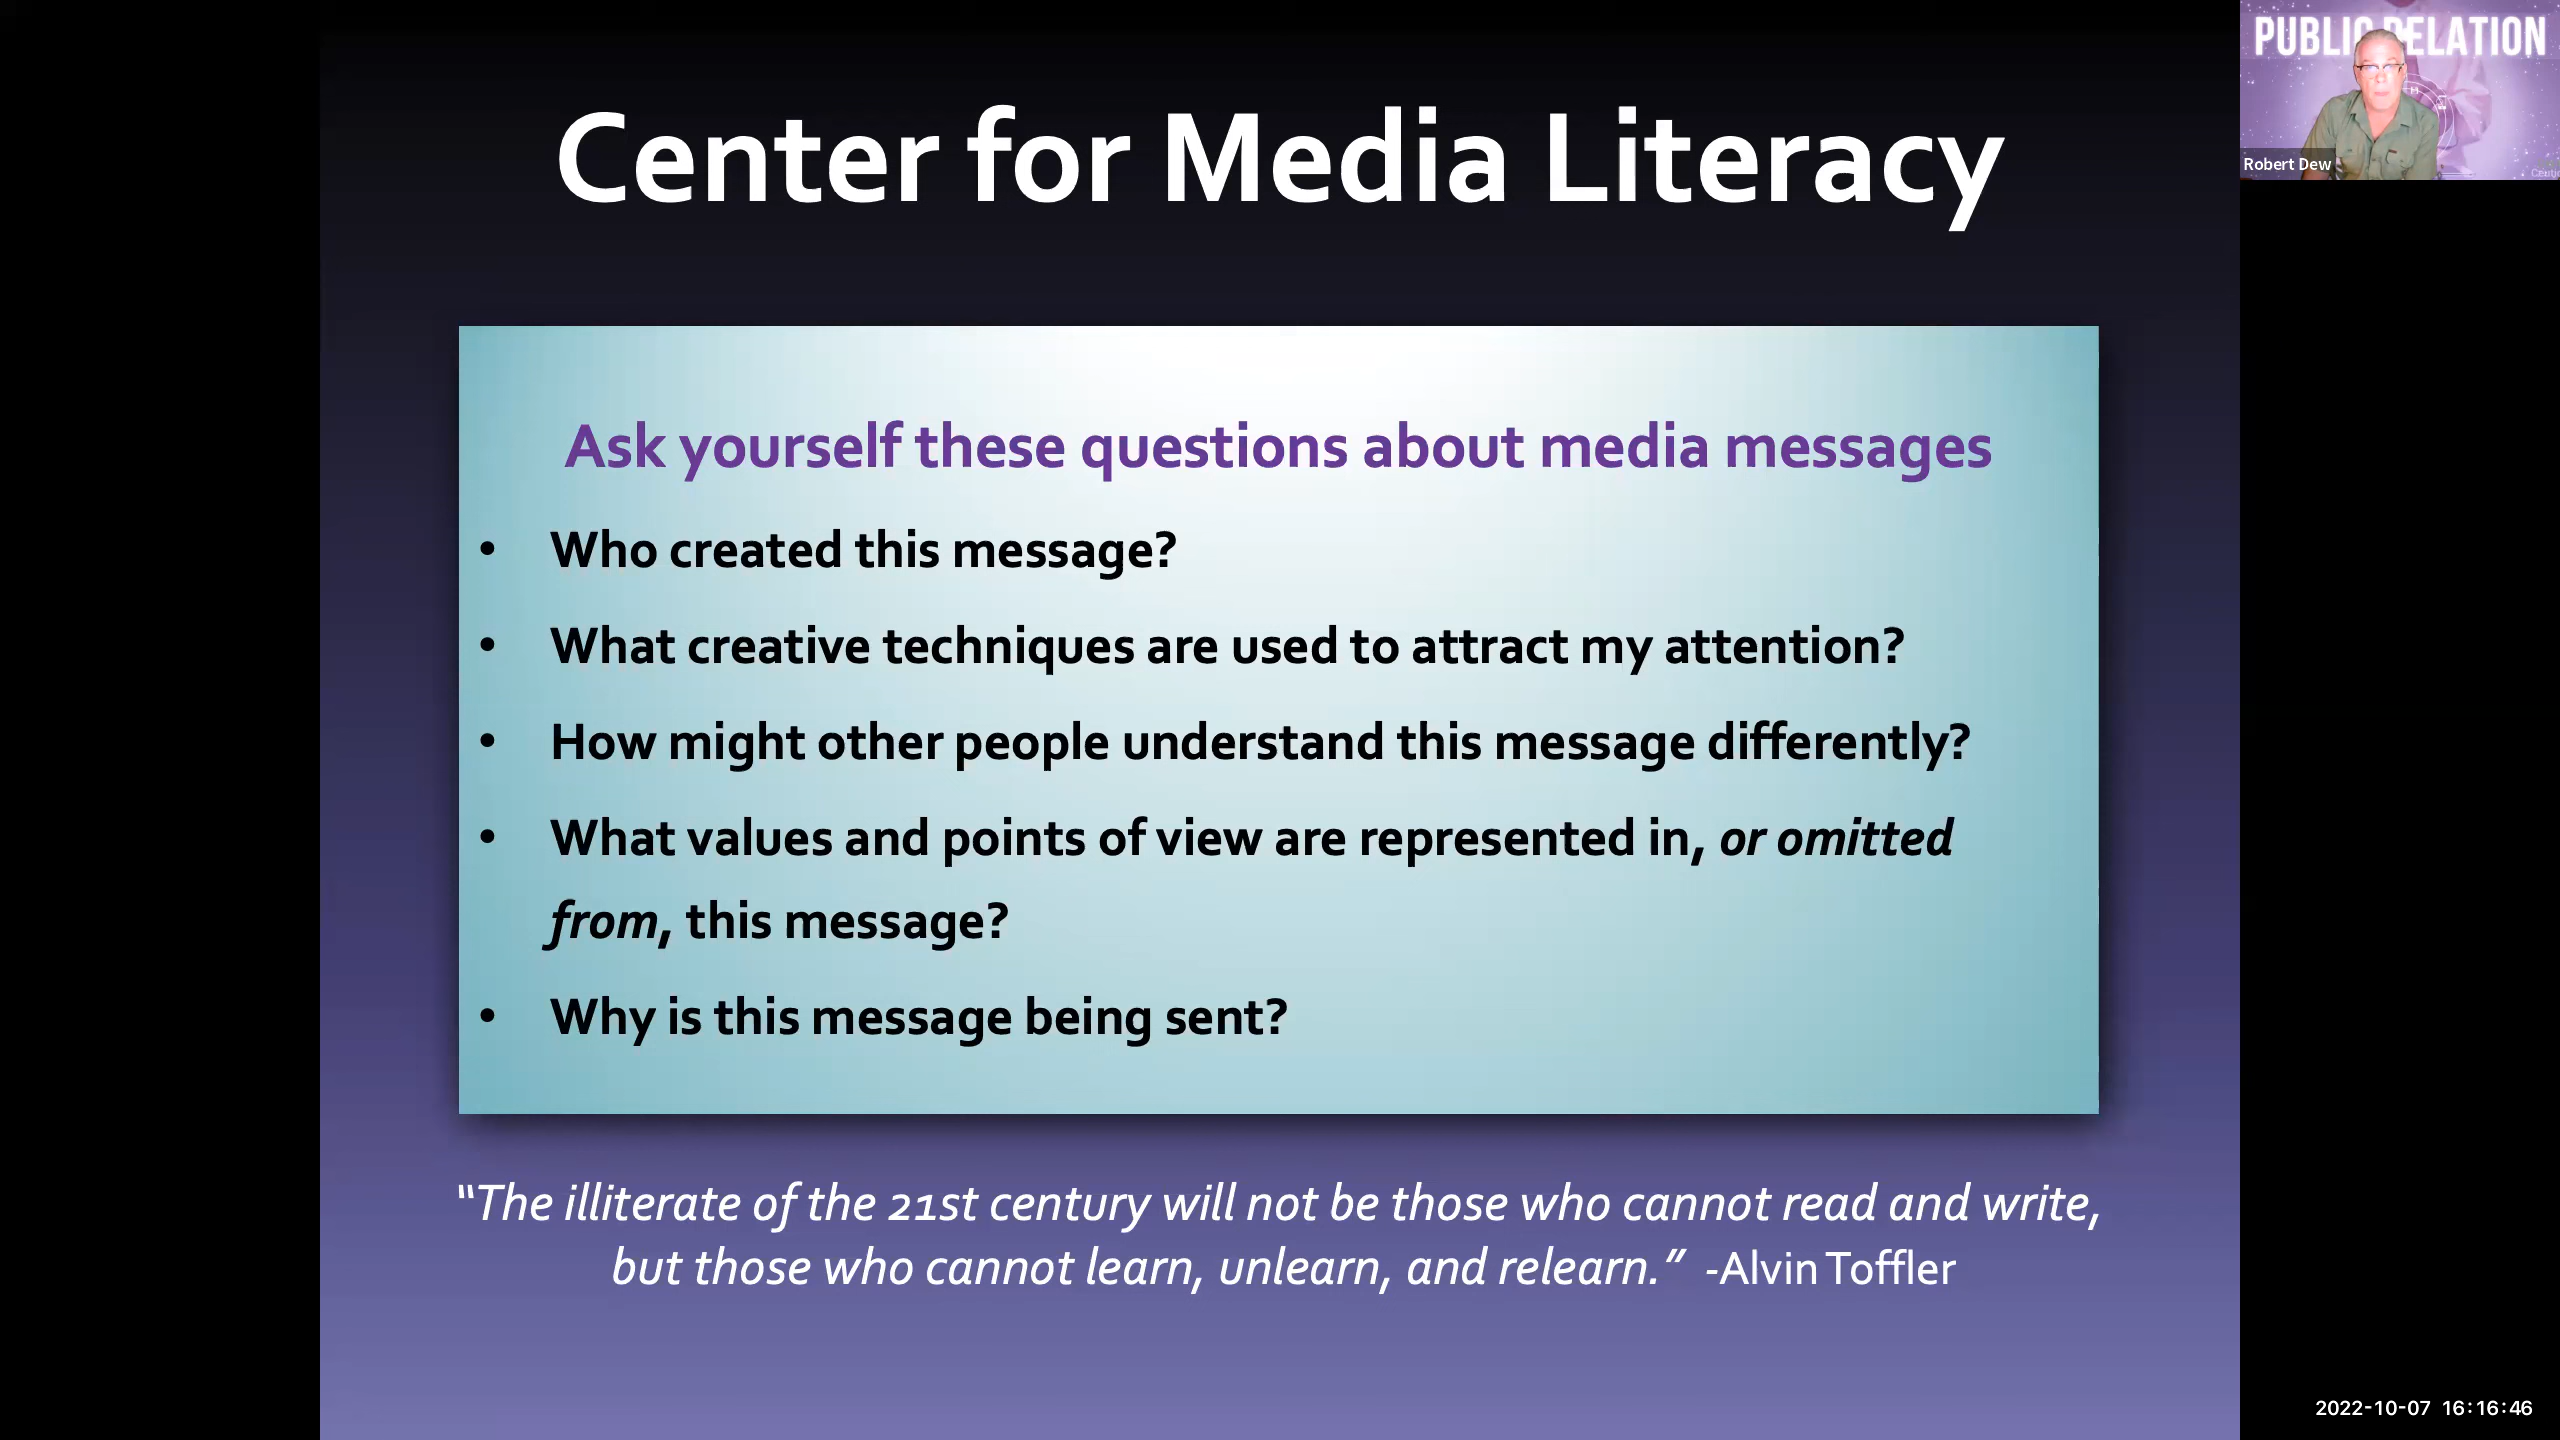 Center for Media Literacy
Ask yourself these questions about media messages
• Who created this message?
• What creative techniques are used to attract my attention?
• How might other people understand this message differently?
• What values and points of view are represented in, or omitted
from, this message?
• Why is this message being sent?
“The illiterate of the 21st century will not be those who cannot read and write,
but those who cannot learn, unlearn, and relearn.” -Alvin Toffler
PUBLIC RELATION
Robert Dew
2022-10-07 16:16:46